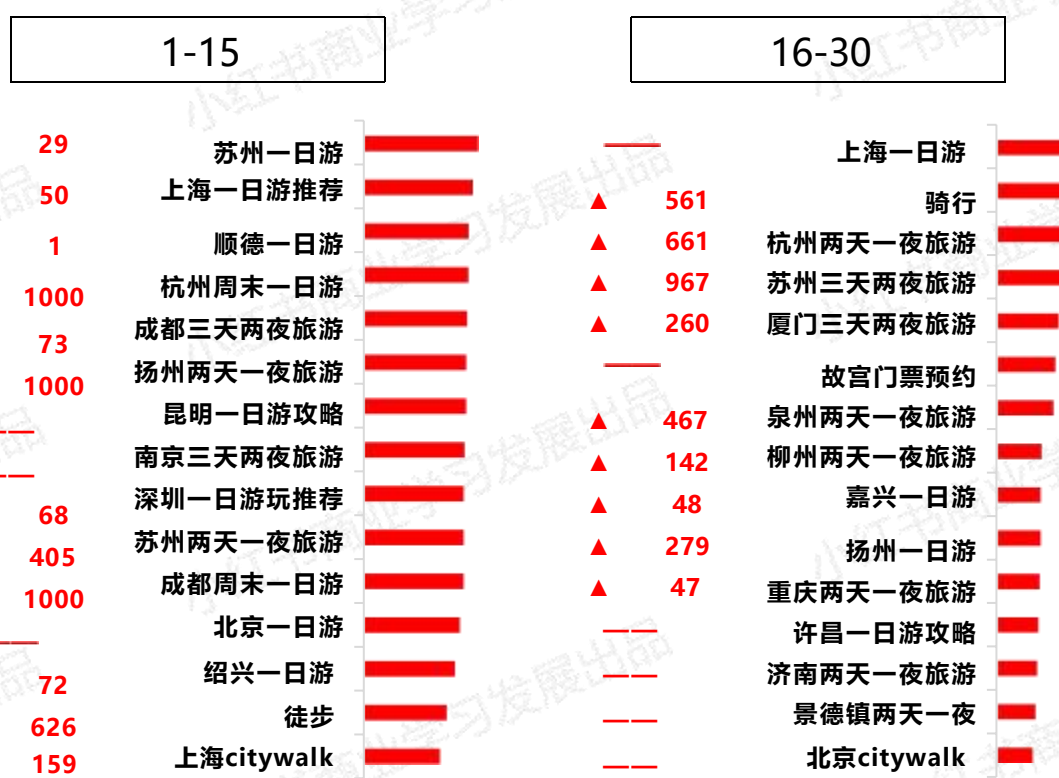 1-15
29 苏州一日游
50 上海一日游推荐
1 顺德一日游
1000 杭州周末一日游
73 成都三天两夜旅游
1000 扬州两天一夜旅游
—— 昆明一日游攻略
—— 南京三天两夜旅游
68 深圳一日游玩推荐
405 苏州两天一夜旅游
1000 成都周末一日游
—— 北京一日游
72 绍兴一日游
626 徒步
159 上海citywalk
16-30
—— 上海一日游
▲ 561 骑行
▲ 661 杭州两天一夜旅游
▲ 967 苏州三天两夜旅游
▲ 260 厦门三天两夜旅游
—— 故宫门票预约
▲ 467 泉州两天一夜旅游
▲ 142 柳州两天一夜旅游
▲ 48 嘉兴一日游
▲ 279 扬州一日游
▲ 47 重庆两天一夜旅游
—— 许昌一日游攻略
—— 济南两天一夜旅游
—— 景德镇两天一夜
—— 北京citywalk
小红书商业学习发展出品